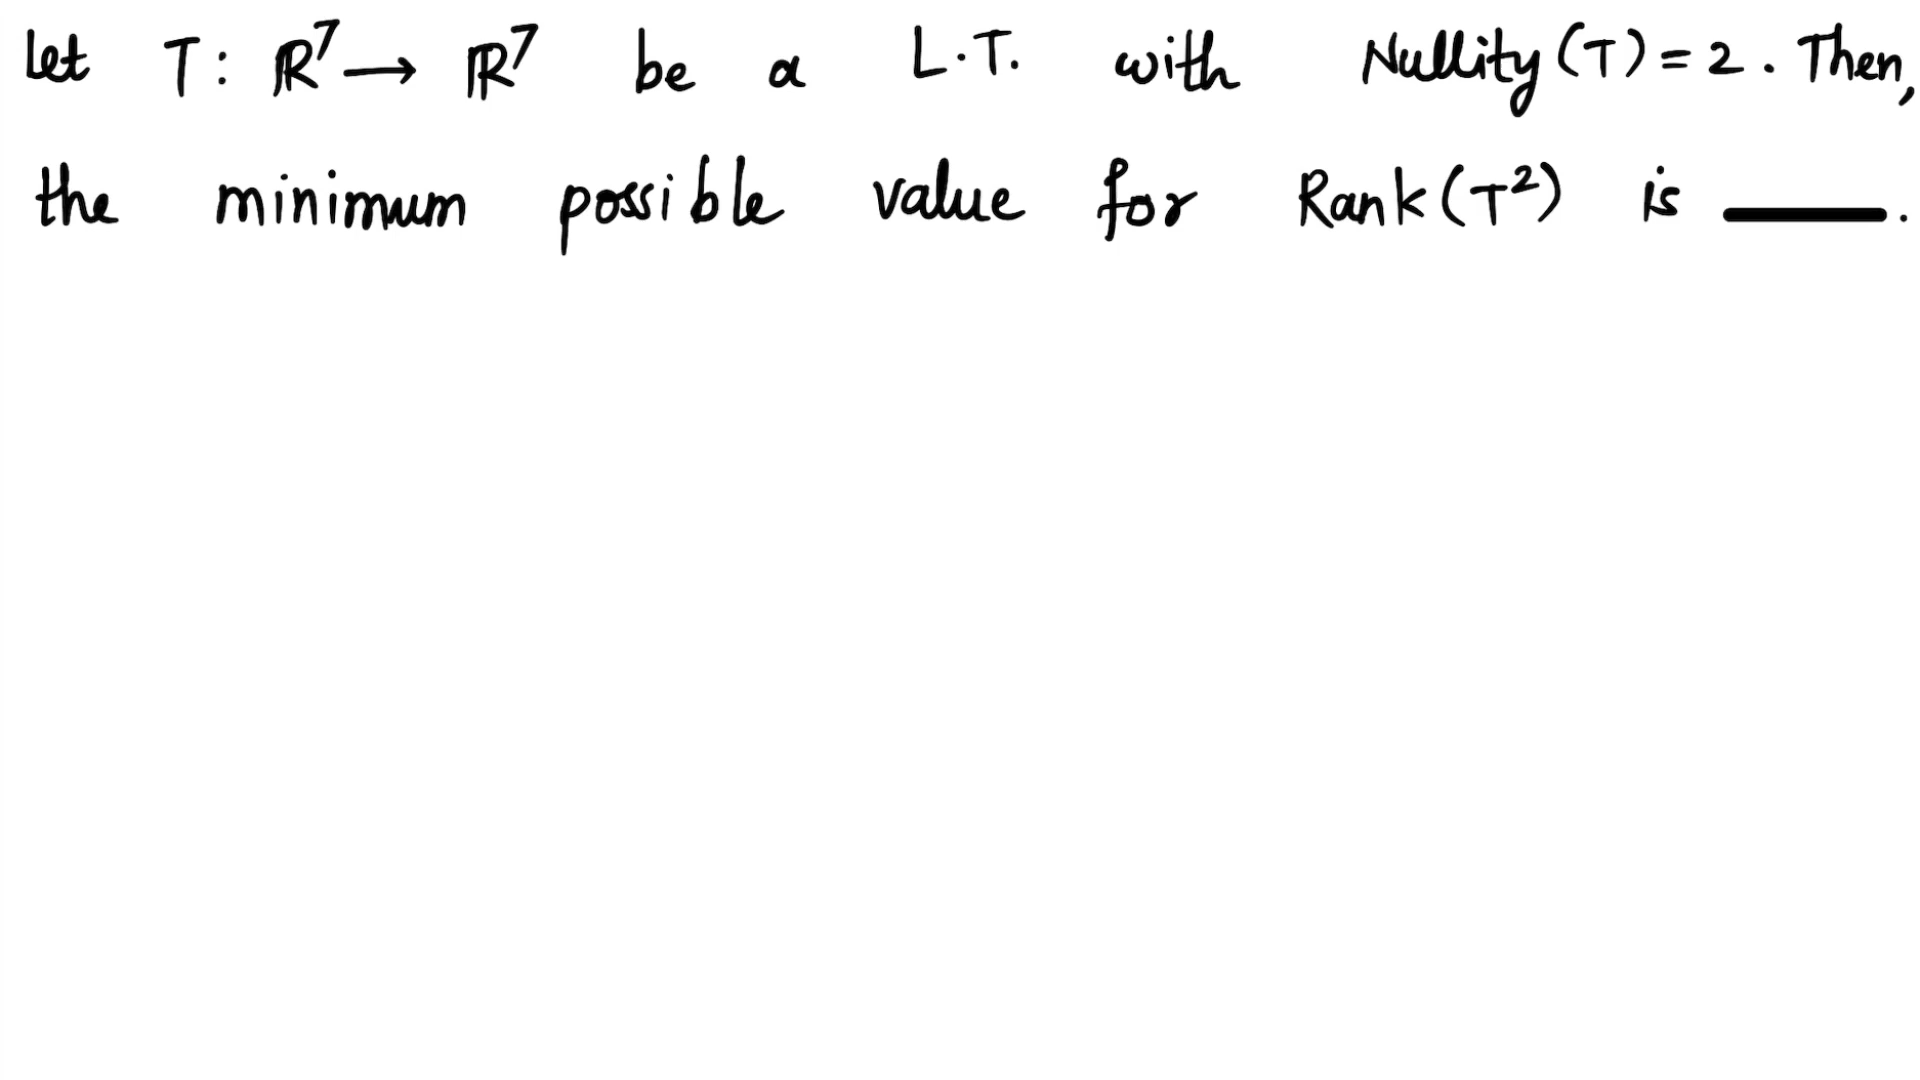 Let T: ℝ⁷ → ℝ⁷ be a L.T. with Nullity (T) = 2. Then,
the minimum possible value for Rank (T²) is ____.